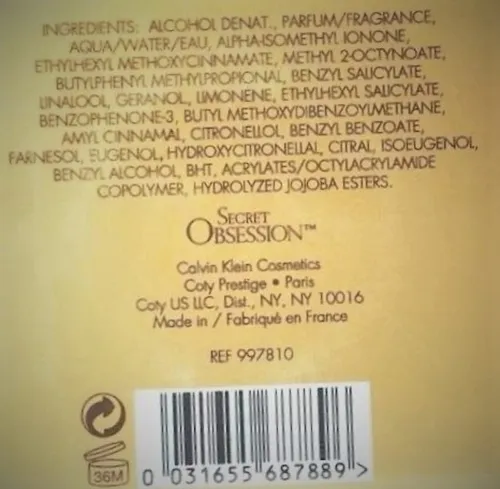 INGREDIENTS: ALCOHOL DENAT., PARFUM/FRAGRANCE,
AQUA/WATER/EAU, ALPHA-ISOMETHYL IONONE,
ETHYLHEXYL METHOXYCINNAMATE, METHYL 2-OCTYNOATE,
BUTYLPHENYL METHYLPROPIONAL, BENZYL SALICYLATE,
LINALOOL, GERANIOL, LIMONENE, ETHYLHEXYL SALICYLATE,
BENZOPHENONE-3, BUTYL METHOXYDIBENZOYLMETHANE,
AMYL CINNAMAL, CITRONELLOL, BENZYL BENZOATE,
FARNESOL, EUGENOL, HYDROXYCITRONELLAL, CITRAL, ISOEUGENOL,
BENZYL ALCOHOL, BHT, ACRYLATES/OCTYLACRYLAMIDE
COPOLYMER, HYDROLYZED JOJOBA ESTERS.
SECRET
OBSESSION™
Calvin Klein Cosmetics
Coty Prestige • Paris
Coty US LLC, Dist., NY, NY 10016
Made in / Fabriqué en France
REF 997810
36M
0 031655 687889 >